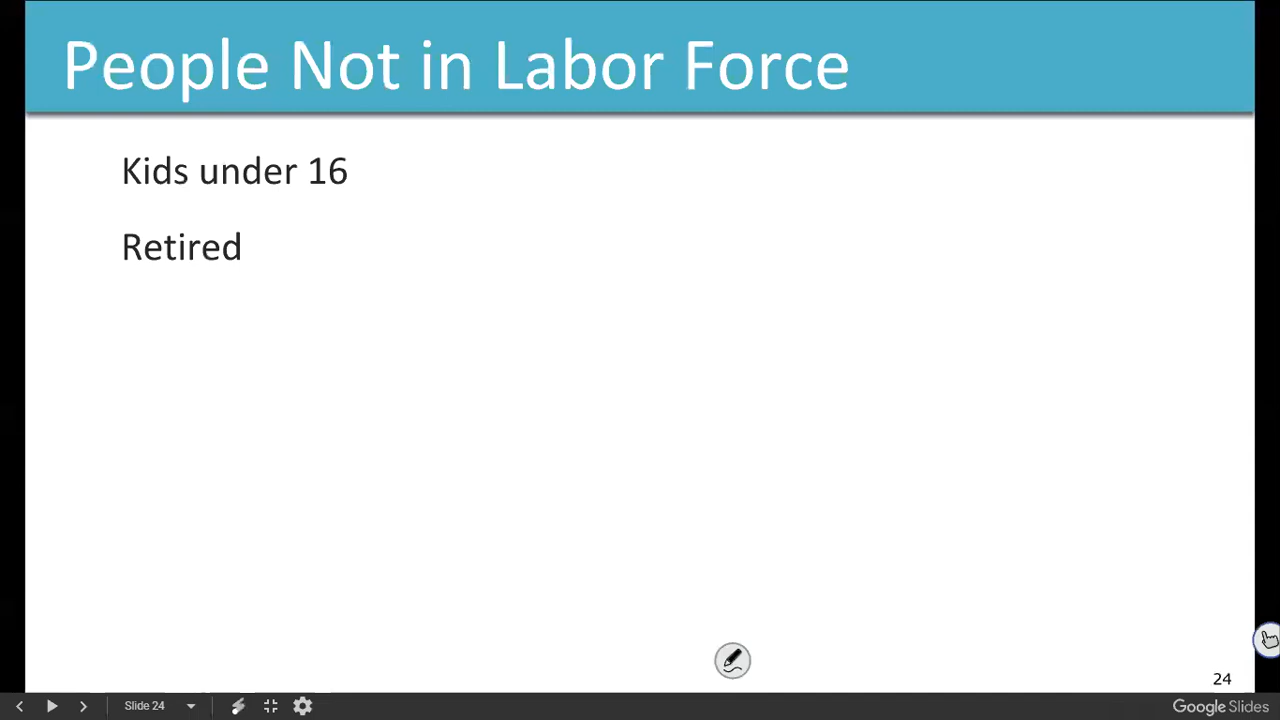 People Not in Labor Force
Kids under 16
Retired
24
Slide 24
Google Slides